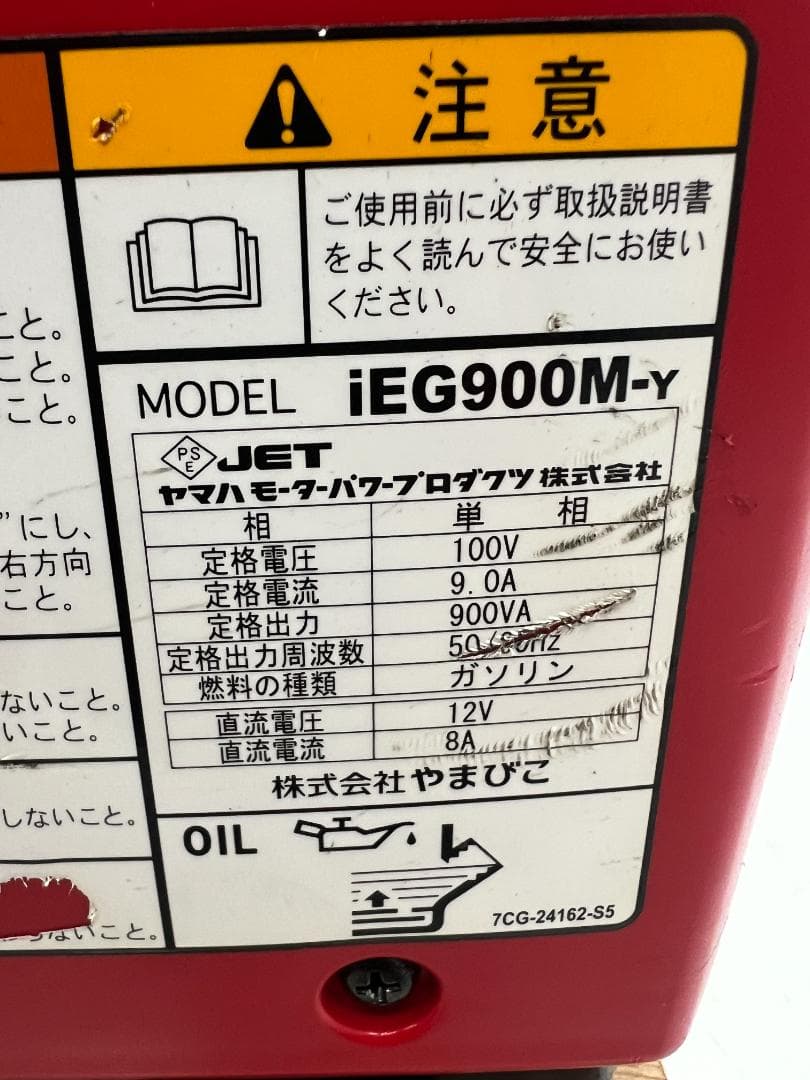 注意
ご使用前に必ず取扱説明書
をよく読んで安全にお使い
ください。
こと。
こと。
こと。
”にし、
右方向
こと。
ないこと。
いこと。
しないこと。
ないこと。
MODEL iEG900M-Y
PSE JET
ヤマハモーターパワープロダクツ株式会社
相 単相
定格電圧 100V
定格電流 9.0A
定格出力 900VA
定格出力周波数 50/60Hz
燃料の種類 ガソリン
直流電圧 12V
直流電流 8A
株式会社やまびこ
OIL
7CG-24162-S5